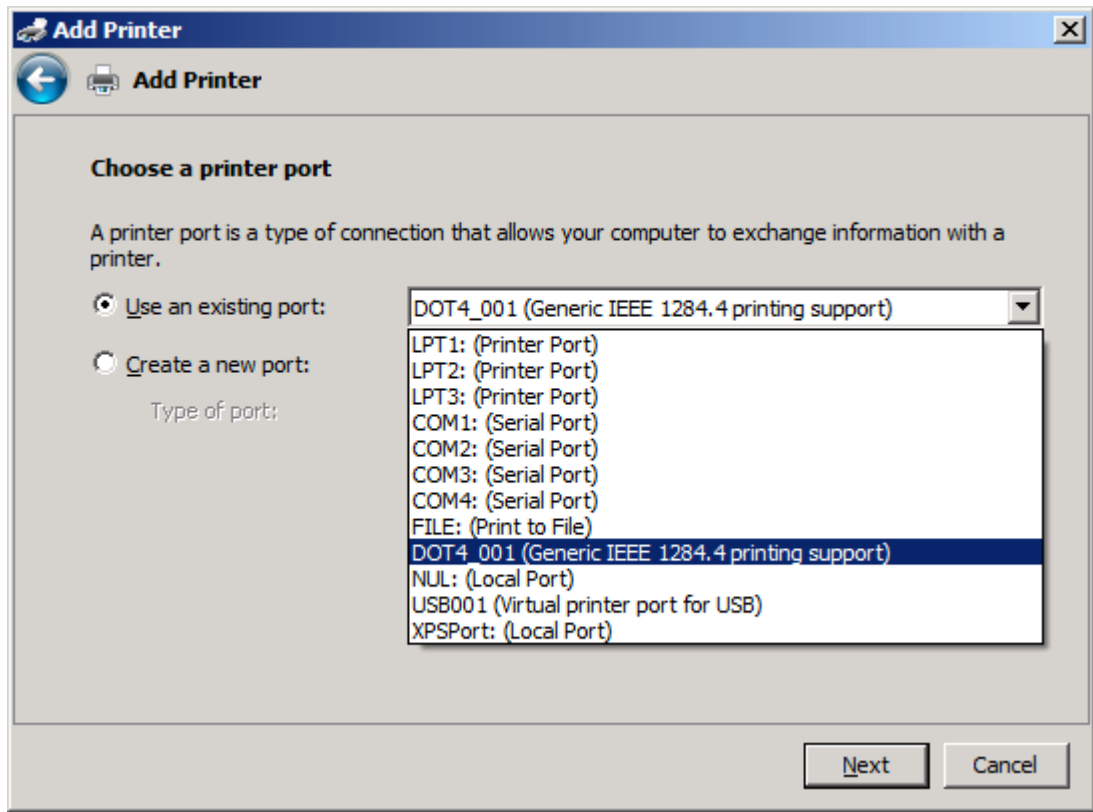 Add Printer
Add Printer
Choose a printer port
A printer port is a type of connection that allows your computer to exchange information with a
printer.
Use an existing port:
DOT4_001 (Generic IEEE 1284.4 printing support)
LPT1: (Printer Port)
LPT2: (Printer Port)
LPT3: (Printer Port)
COM1: (Serial Port)
COM2: (Serial Port)
COM3: (Serial Port)
COM4: (Serial Port)
FILE: (Print to File)
DOT4_001 (Generic IEEE 1284.4 printing support)
NUL: (Local Port)
USB001 (Virtual printer port for USB)
XPSPort: (Local Port)
Create a new port:
Type of port:
Next
Cancel